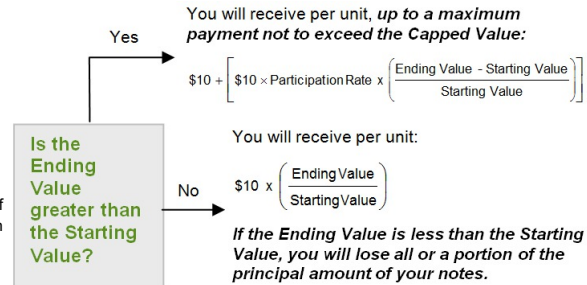 You will receive per unit, up to a maximum
payment not to exceed the Capped Value:
Yes
$10 + [ $10 × Participation Rate x ( Ending Value - Starting Value / Starting Value ) ]
Is the
Ending
Value
greater than
the Starting
Value?
You will receive per unit:
No
$10 x ( Ending Value / Starting Value )
If the Ending Value is less than the Starting
Value, you will lose all or a portion of the
principal amount of your notes.